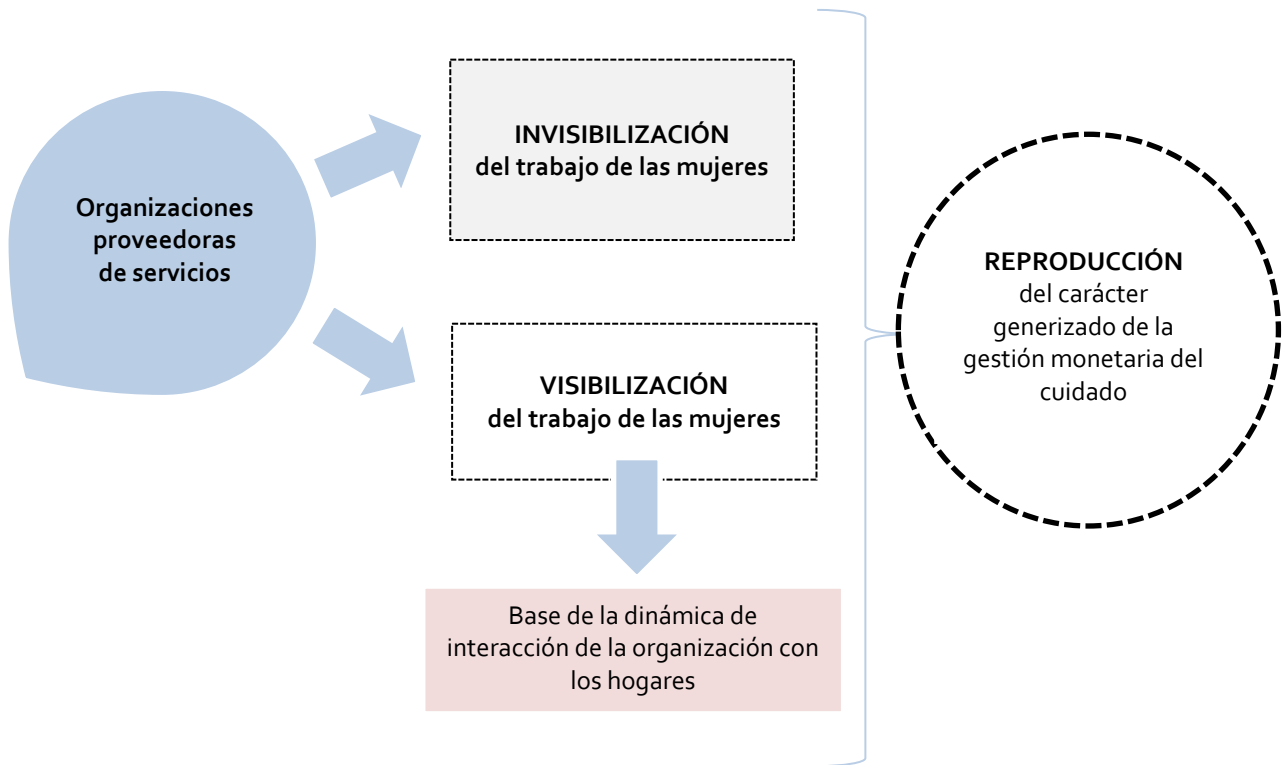 Organizaciones
proveedoras
de servicios
INVISIBILIZACIÓN
del trabajo de las mujeres
VISIBILIZACIÓN
del trabajo de las mujeres
Base de la dinámica de
interacción de la organización con
los hogares
REPRODUCCIÓN
del carácter
generizado de la
gestión monetaria del
cuidado